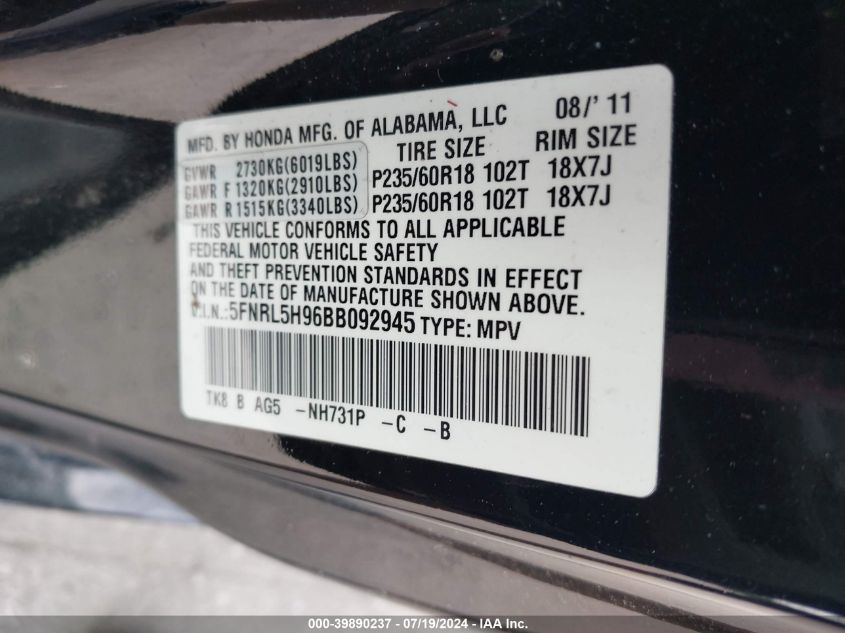 MFD. BY HONDA MFG. OF ALABAMA, LLC 08/' 11
TIRE SIZE RIM SIZE
GVWR 2730KG(6019LBS)
GAWR F 1320KG(2910LBS) P235/60R18 102T 18X7J
GAWR R 1515KG(3340LBS) P235/60R18 102T 18X7J
THIS VEHICLE CONFORMS TO ALL APPLICABLE
FEDERAL MOTOR VEHICLE SAFETY
AND THEFT PREVENTION STANDARDS IN EFFECT
ON THE DATE OF MANUFACTURE SHOWN ABOVE.
V.I.N.:5FNRL5H96BB092945 TYPE: MPV
TK8 B AG5 -NH731P -C -B
000-39890237 - 07/19/2024 - IAA Inc.